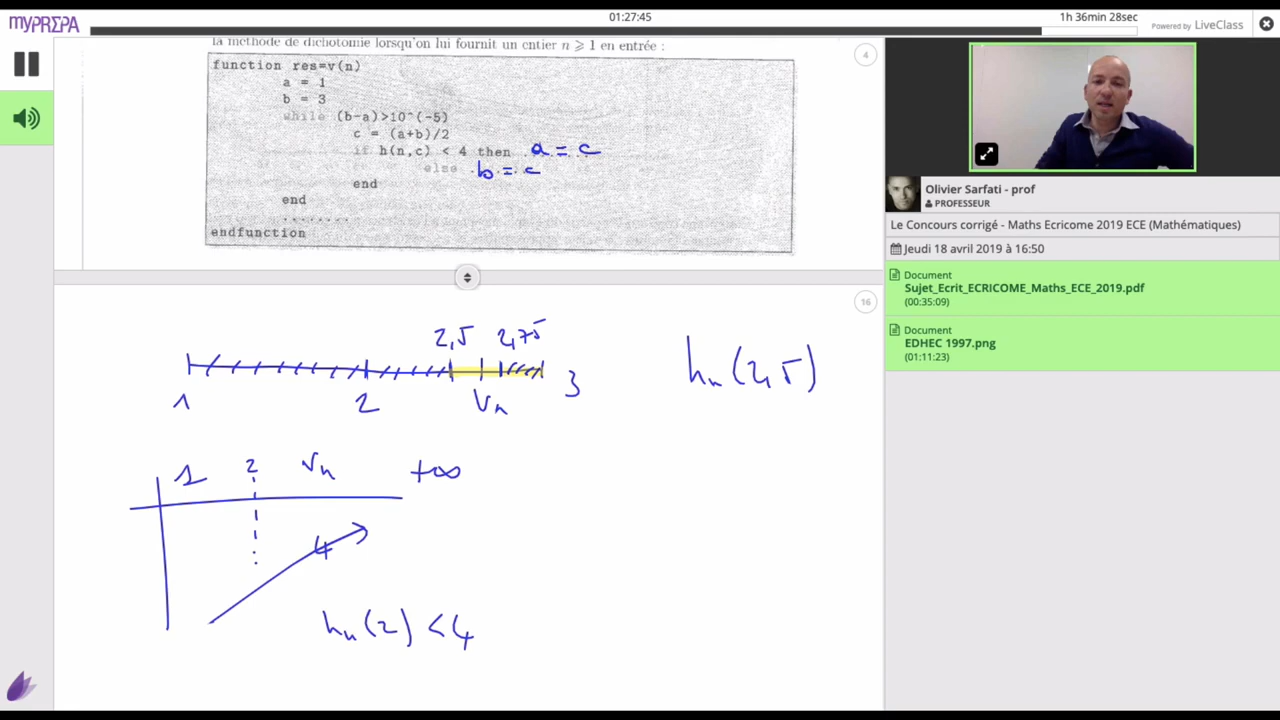 01:27:45
1h 36min 28sec
MYPREPA
Powered by LiveClass
la méthode de dichotomie lorsqu'on lui fournit un entier n ⩾ 1 en entrée :
4
function res=v(n)
a = 1
b = 3
while (b-a)>10^(-5)
c = (a+b)/2
if h(n,c) < 4 then a = c
else b = c
end
end
........
endfunction
16
2,5 2,75
1 2 Vn 3
hn(2,5)
1 2 Vn +∞
4
hn(2) < 4
Olivier Sarfati - prof
PROFESSEUR
Le Concours corrigé - Maths Ecricome 2019 ECE (Mathématiques)
Jeudi 18 avril 2019 à 16:50
Document
Sujet_Ecrit_ECRICOME_Maths_ECE_2019.pdf
(00:35:09)
Document
EDHEC 1997.png
(01:11:23)